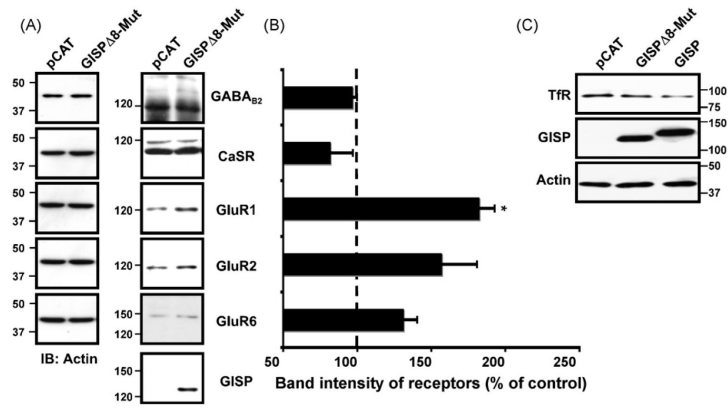 (A)
pCAT
GISPΔ8-Mut
pCAT
GISPΔ8-Mut
50
37
120
GABAB2
50
37
120
CaSR
50
37
120
GluR1
50
37
120
GluR2
50
37
150
120
GluR6
IB: Actin
150
120
GISP
(B)
*
50 100 150 200 250
Band intensity of receptors (% of control)
(C)
pCAT
GISPΔ8-Mut
GISP
TfR
100
75
GISP
150
100
Actin
50
37